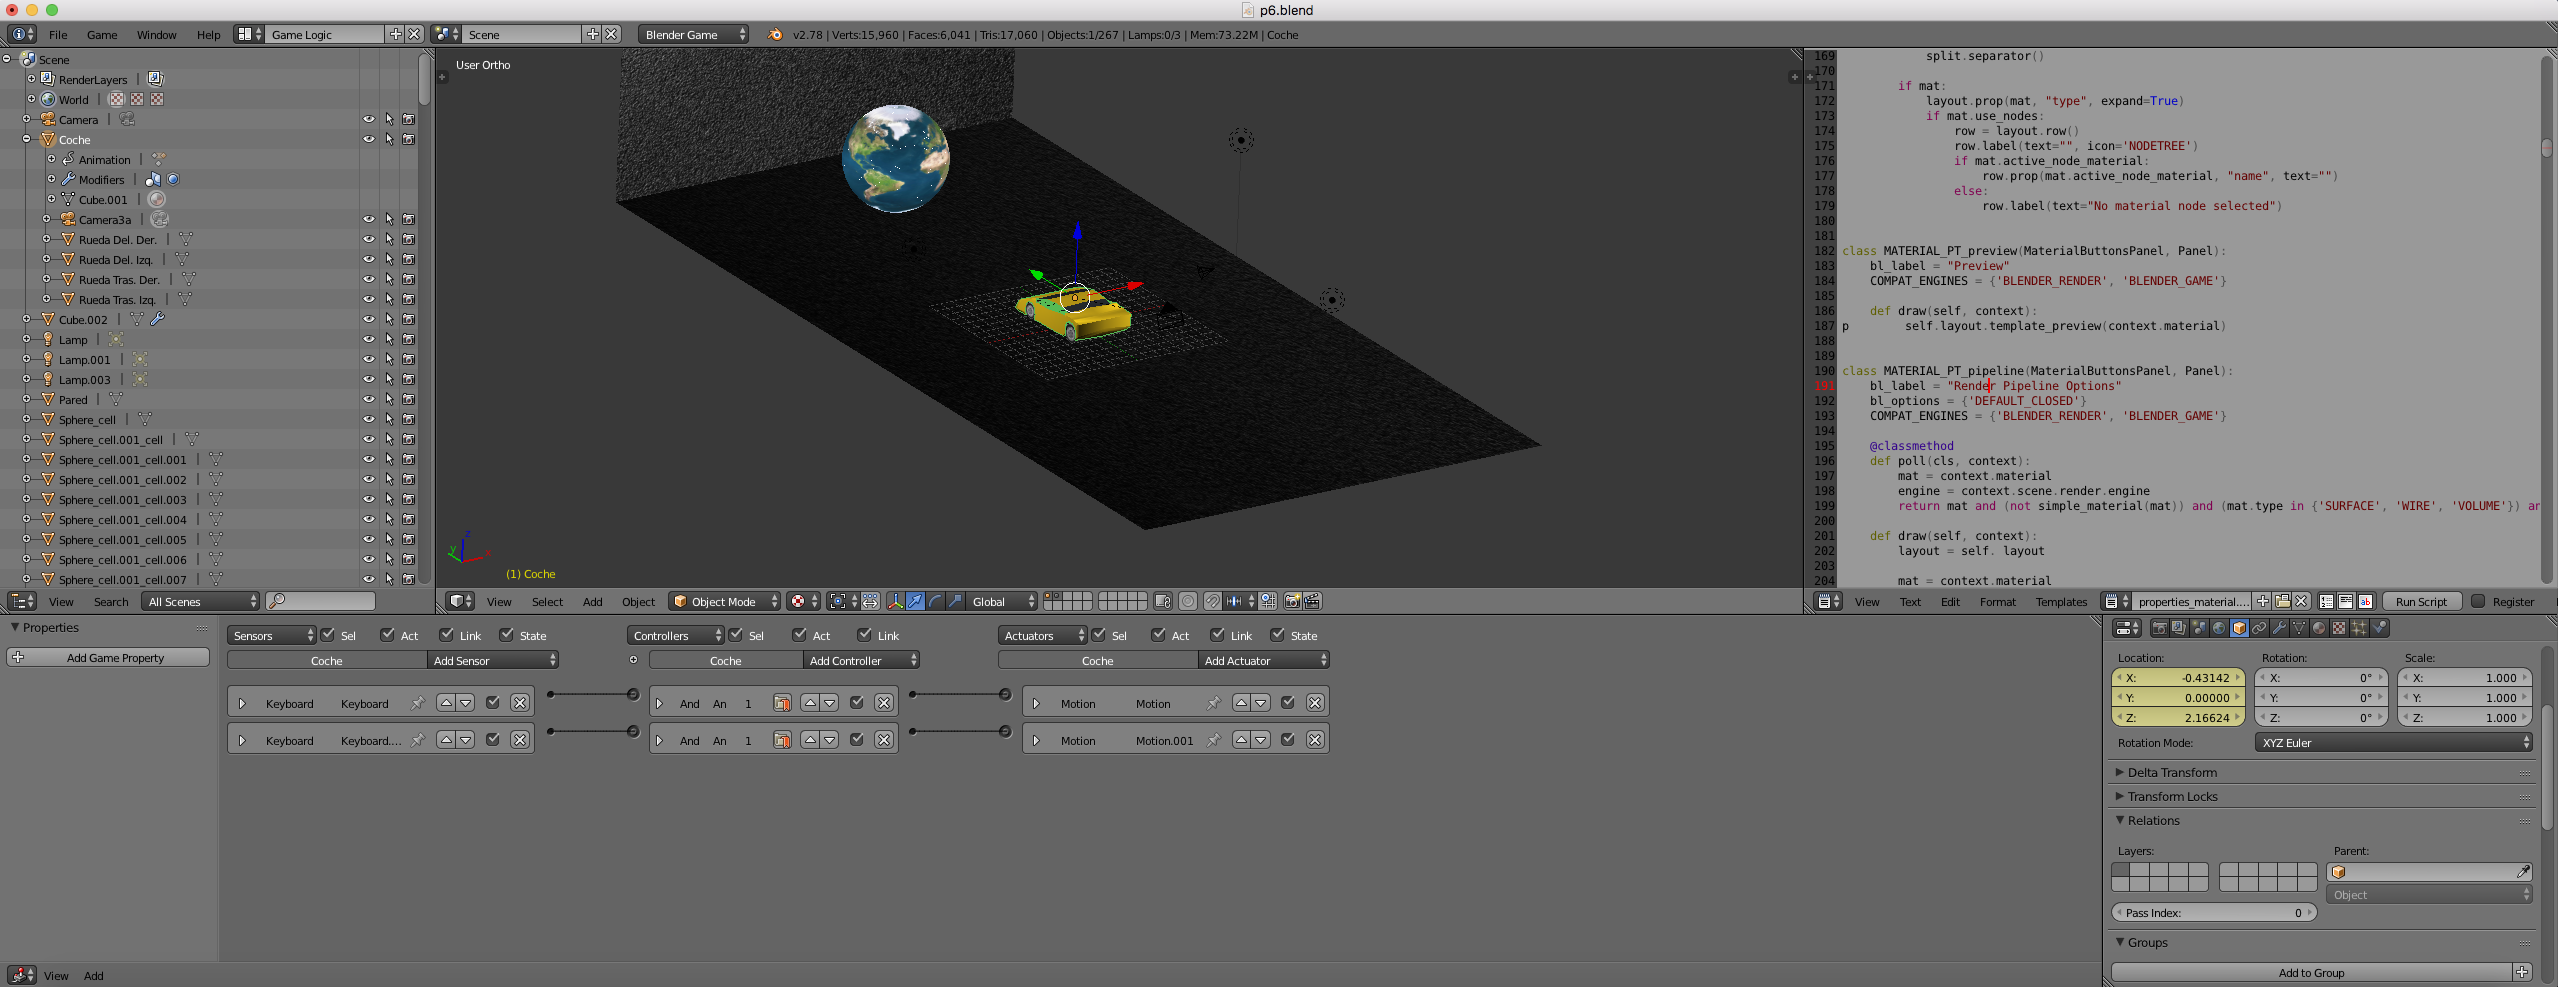 p6.blend
File Game Window Help Game Logic Scene Blender Game v2.78 | Verts:15,960 | Faces:6,041 | Tris:17,060 | Objects:1/267 | Lamps:0/3 | Mem:73.22M | Coche
Scene
RenderLayers
World
Camera
Coche
Animation
Modifiers
Cube.001
Camera3a
Rueda Del. Der.
Rueda Del. Izq.
Rueda Tras. Der.
Rueda Tras. Izq.
Cube.002
Lamp
Lamp.001
Lamp.003
Pared
Sphere_cell
Sphere_cell.001_cell
Sphere_cell.001_cell.001
Sphere_cell.001_cell.002
Sphere_cell.001_cell.003
Sphere_cell.001_cell.004
Sphere_cell.001_cell.005
Sphere_cell.001_cell.006
Sphere_cell.001_cell.007
View Search All Scenes
User Ortho
z
y
x
(1) Coche
View Select Add Object Object Mode Global
169 split.separator()
170
171 if mat:
172 layout.prop(mat, "type", expand=True)
173 if mat.use_nodes:
174 row = layout.row()
175 row.label(text="", icon='NODETREE')
176 if mat.active_node_material:
177 row.prop(mat.active_node_material, "name", text="")
178 else:
179 row.label(text="No material node selected")
180
181
182 class MATERIAL_PT_preview(MaterialButtonsPanel, Panel):
183 bl_label = "Preview"
184 COMPAT_ENGINES = {'BLENDER_RENDER', 'BLENDER_GAME'}
185
186 def draw(self, context):
187 p self.layout.template_preview(context.material)
188
189
190 class MATERIAL_PT_pipeline(MaterialButtonsPanel, Panel):
191 bl_label = "Render Pipeline Options"
192 bl_options = {'DEFAULT_CLOSED'}
193 COMPAT_ENGINES = {'BLENDER_RENDER', 'BLENDER_GAME'}
194
195 @classmethod
196 def poll(cls, context):
197 mat = context.material
198 engine = context.scene.render.engine
199 return mat and (not simple_material(mat)) and (mat.type in {'SURFACE', 'WIRE', 'VOLUME'}) an
200
201 def draw(self, context):
202 layout = self. layout
203
204 mat = context.material
View Text Edit Format Templates properties_material.... Run Script Register
Properties
Add Game Property
Sensors Sel Act Link State Controllers Sel Act Link Actuators Sel Act Link State
Coche Add Sensor Coche Add Controller Coche Add Actuator
Keyboard Keyboard And An 1 Motion Motion
Keyboard Keyboard.... And An 1 Motion Motion.001
View Add
Location: Rotation: Scale:
X: -0.43142 X: 0° X: 1.000
Y: 0.00000 Y: 0° Y: 1.000
Z: 2.16624 Z: 0° Z: 1.000
Rotation Mode: XYZ Euler
Delta Transform
Transform Locks
Relations
Layers: Parent:
Object
Pass Index: 0
Groups
Add to Group